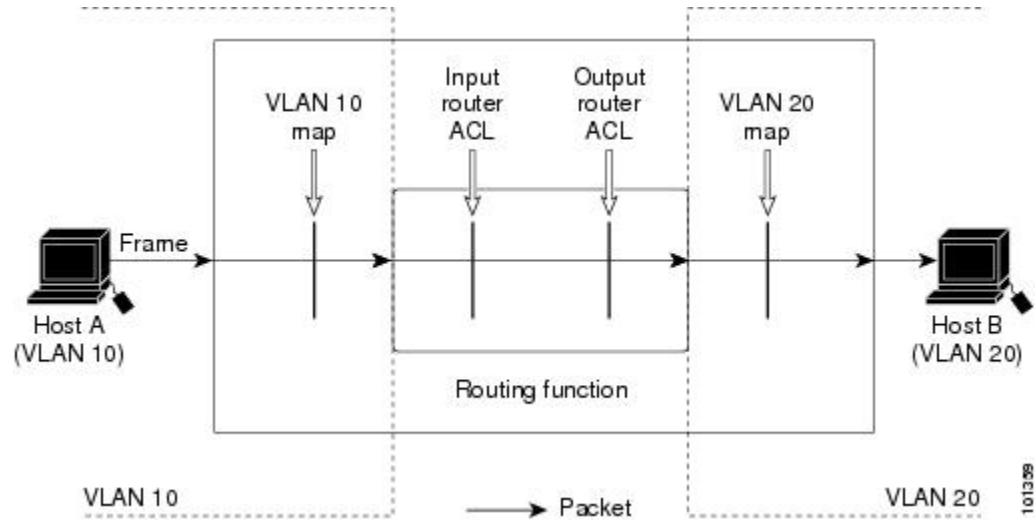 VLAN 10
map
Input
router
ACL
Output
router
ACL
VLAN 20
map
Frame
Host A
(VLAN 10)
Host B
(VLAN 20)
Routing function
VLAN 10
Packet
VLAN 20
101359